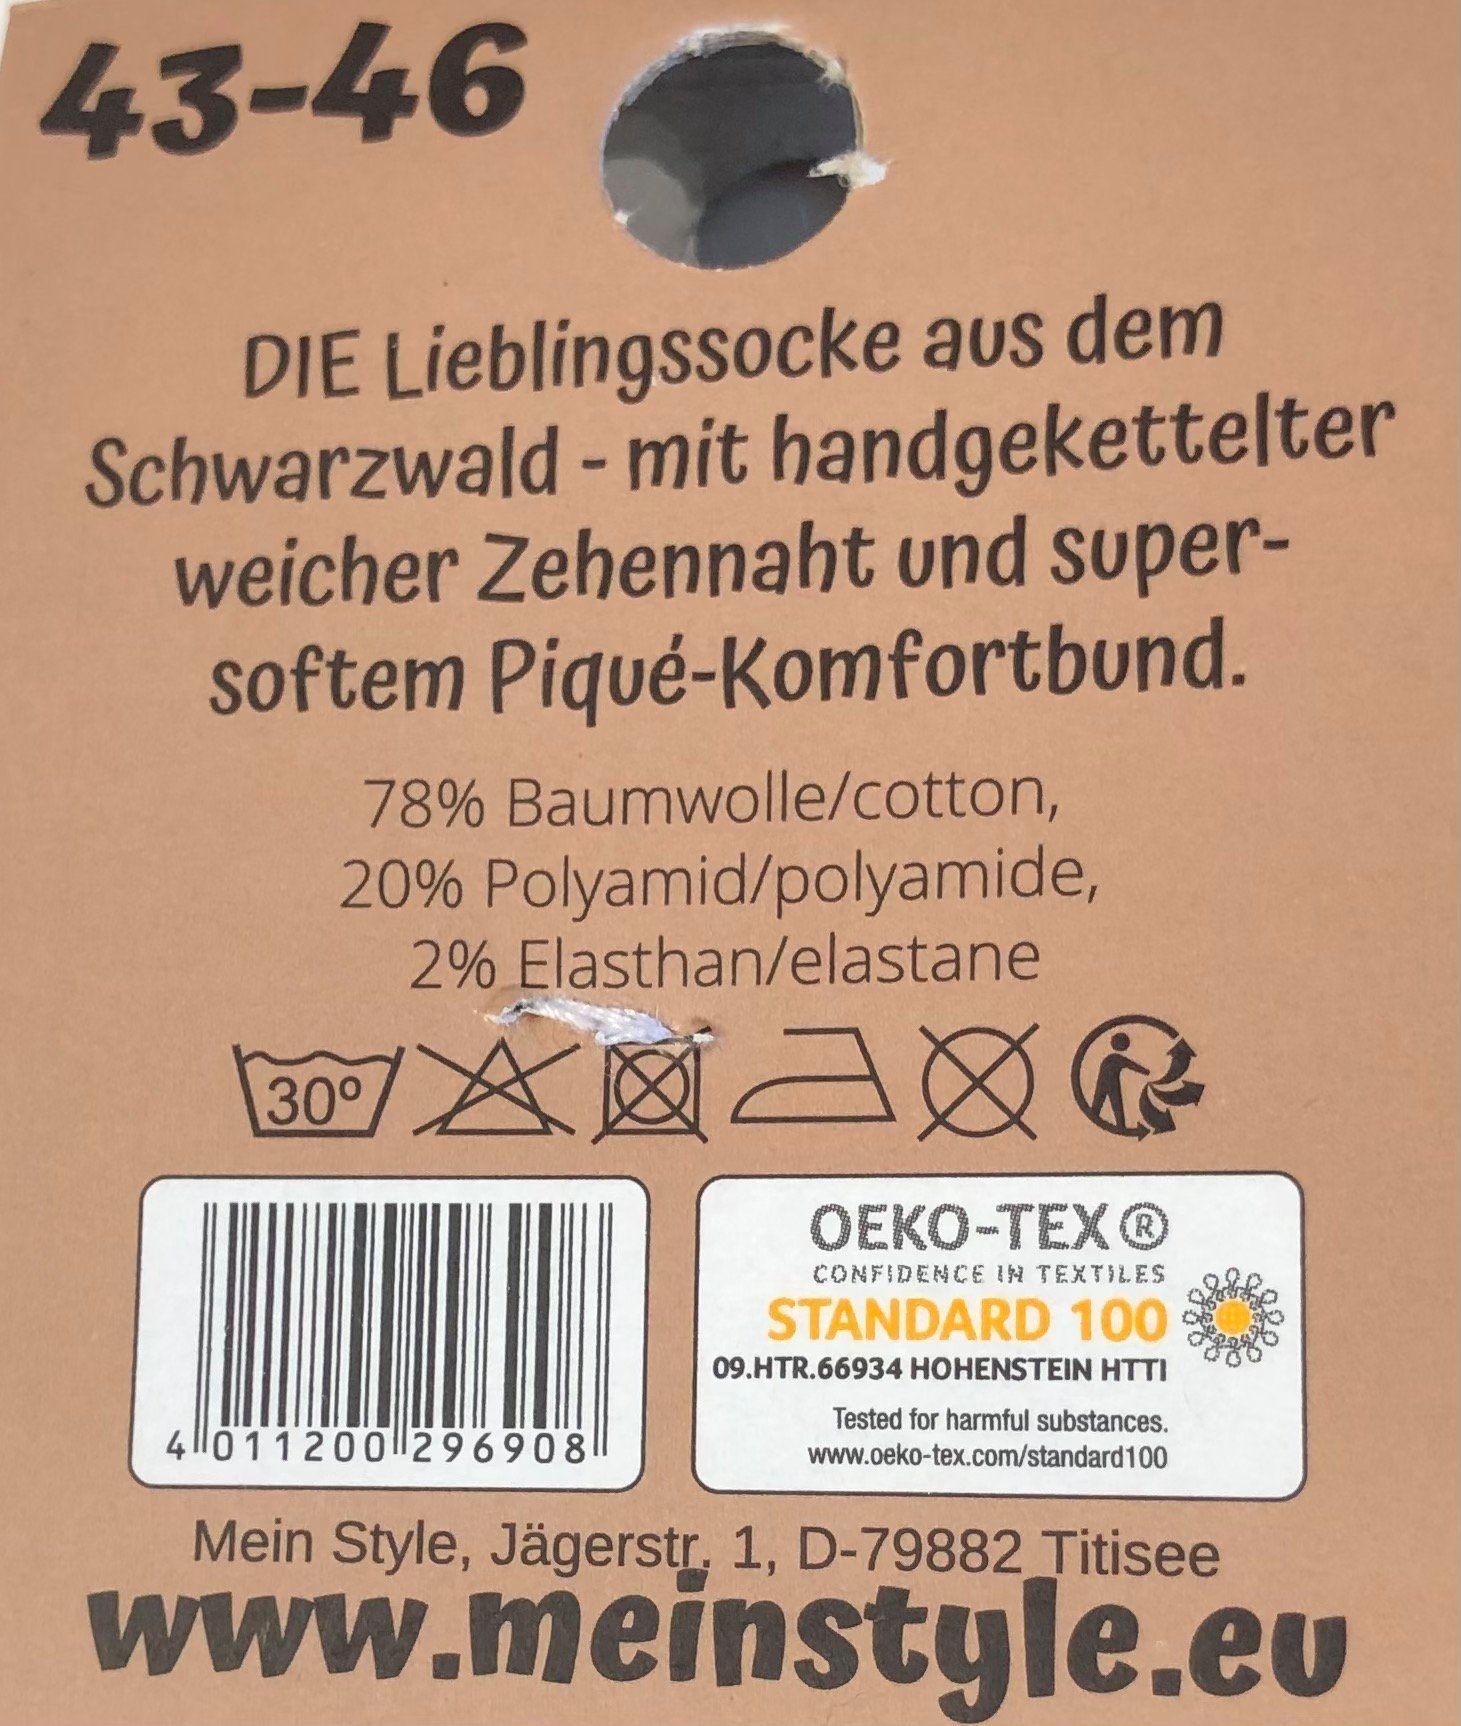 43-46
DIE Lieblingssocke aus dem
Schwarzwald - mit handgekettelter
weicher Zehennaht und super-
softem Piqué-Komfortbund.
78% Baumwolle/cotton,
20% Polyamid/polyamide,
2% Elasthan/elastane
30°
4 011200 296908
OEKO-TEX®
CONFIDENCE IN TEXTILES
STANDARD 100
09.HTR.66934 HOHENSTEIN HTTI
Tested for harmful substances.
www.oeko-tex.com/standard100
Mein Style, Jägerstr. 1, D-79882 Titisee
www.meinstyle.eu